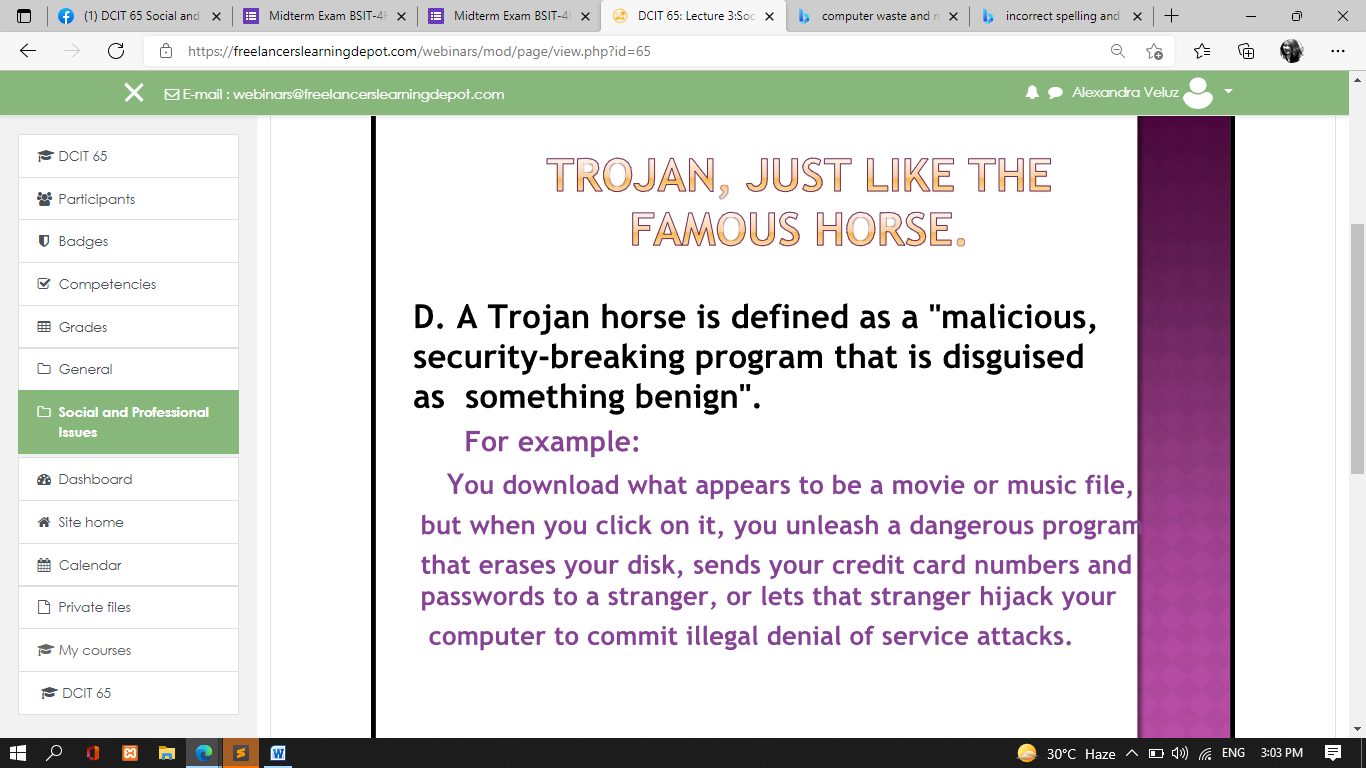 (1) DCIT 65 Social and
Midterm Exam BSIT-4
Midterm Exam BSIT-4
DCIT 65: Lecture 3:Soc
computer waste and
incorrect spelling and
https://freelancerslearningdepot.com/webinars/mod/page/view.php?id=65
E-mail : webinars@freelancerslearningdepot.com
Alexandra Veluz
DCIT 65
Participants
Badges
Competencies
Grades
General
Social and Professional
Issues
Dashboard
Site home
Calendar
Private files
My courses
DCIT 65
TROJAN, JUST LIKE THE
FAMOUS HORSE.
D. A Trojan horse is defined as a "malicious,
security-breaking program that is disguised
as something benign".
For example:
You download what appears to be a movie or music file,
but when you click on it, you unleash a dangerous program
that erases your disk, sends your credit card numbers and
passwords to a stranger, or lets that stranger hijack your
computer to commit illegal denial of service attacks.
30°C Haze
ENG
3:03 PM